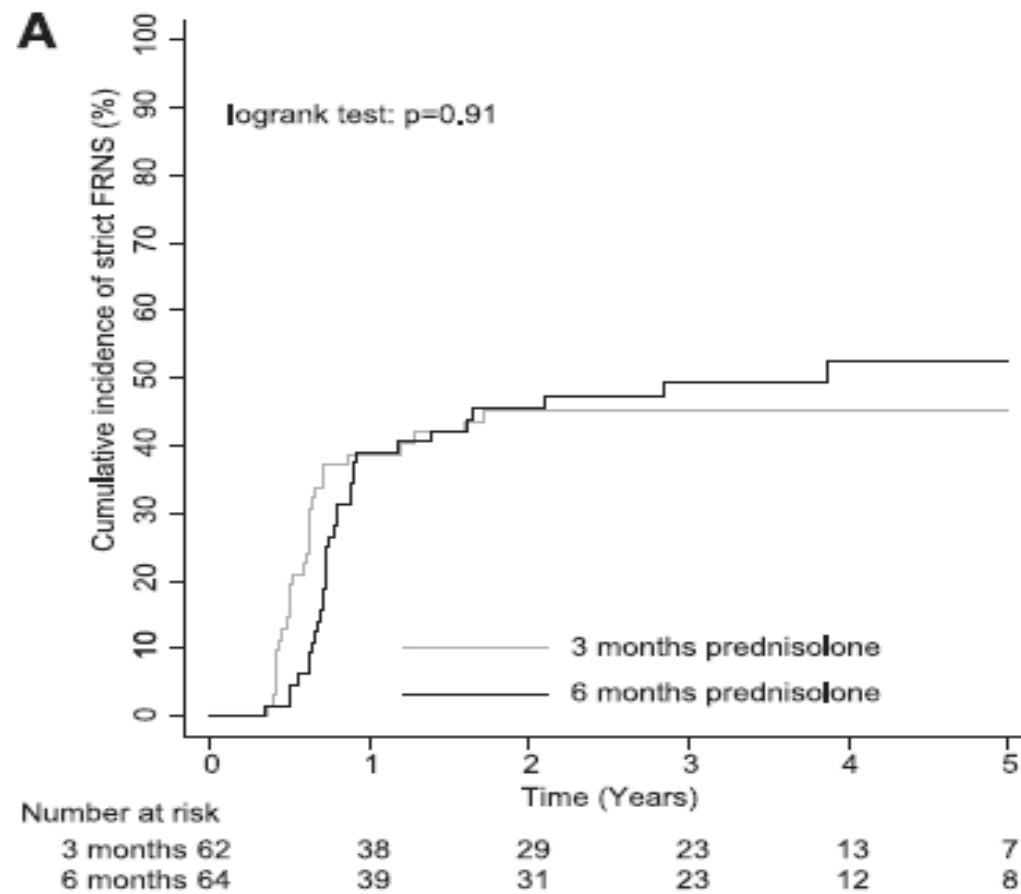 A
Cumulative incidence of strict FRNS (%)
100
90
80
70
60
50
40
30
20
10
0
logrank test: p=0.91
3 months prednisolone
6 months prednisolone
0 1 2 3 4 5
Time (Years)
Number at risk
3 months 62 38 29 23 13 7
6 months 64 39 31 23 12 8